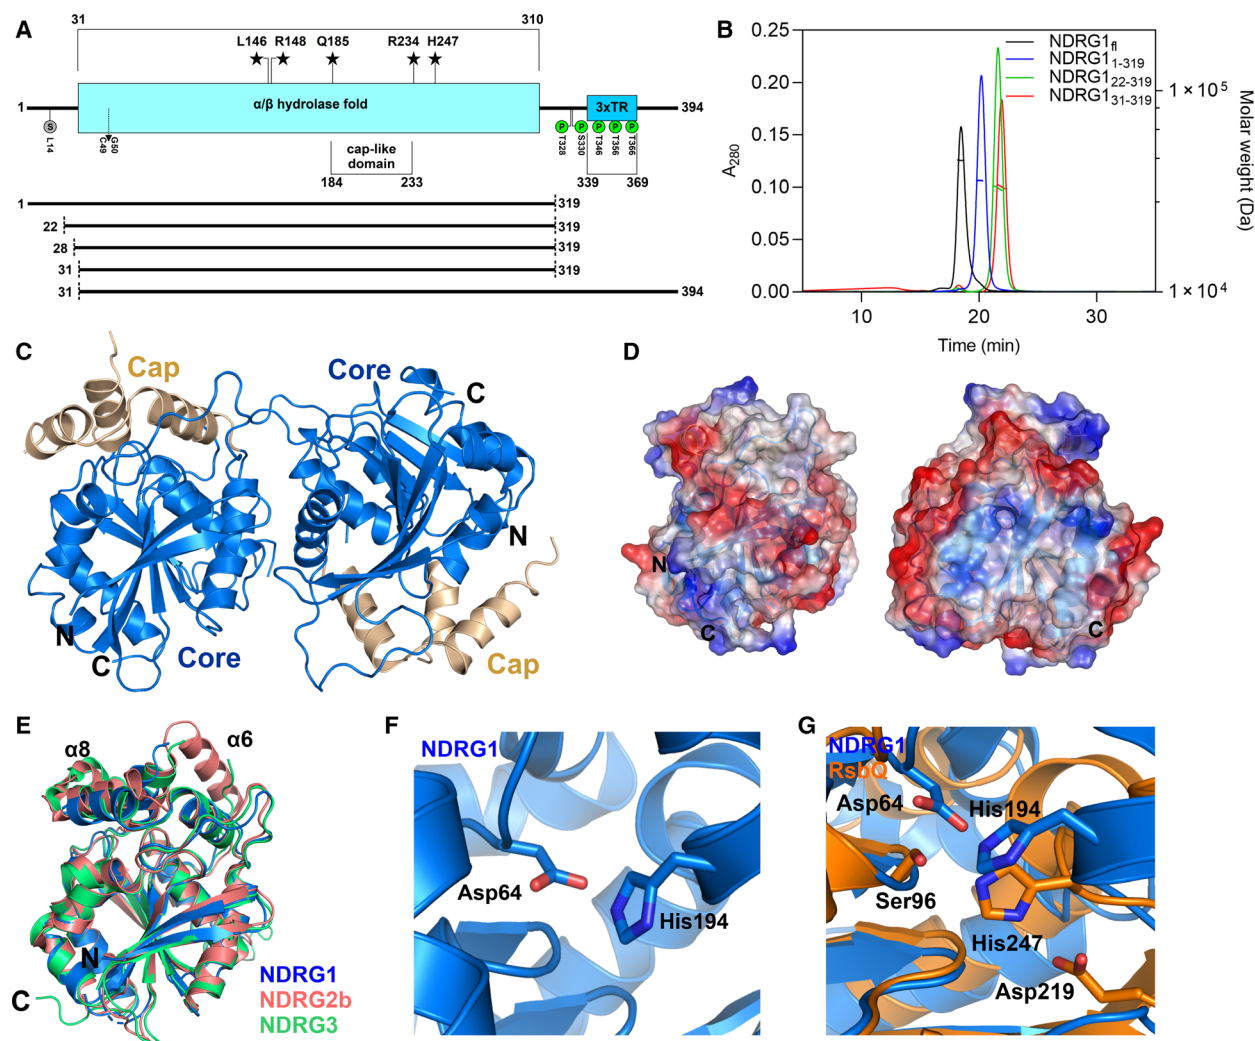 A
31
310
L146
R148
Q185
R234
H247
α/β hydrolase fold
3xTR
1
394
S
L14
C49
G50
P
P
P
P
P
T328
S330
T346
T356
T366
cap-like
domain
184
233
339
369
1
319
22
319
28
319
31
319
31
394
B
NDRG1fl
NDRG11-319
NDRG122-319
NDRG131-319
0.25
0.20
0.15
0.10
0.05
0.00
A280
1 × 10^5
1 × 10^4
Molar weight (Da)
10
20
30
Time (min)
C
Cap
Core
C
N
N
C
Core
Cap
D
N
C
C
E
α8
α6
N
C
NDRG1
NDRG2b
NDRG3
F
NDRG1
Asp64
His194
G
NDRG1
RsbQ
Asp64
His194
Ser96
His247
Asp219